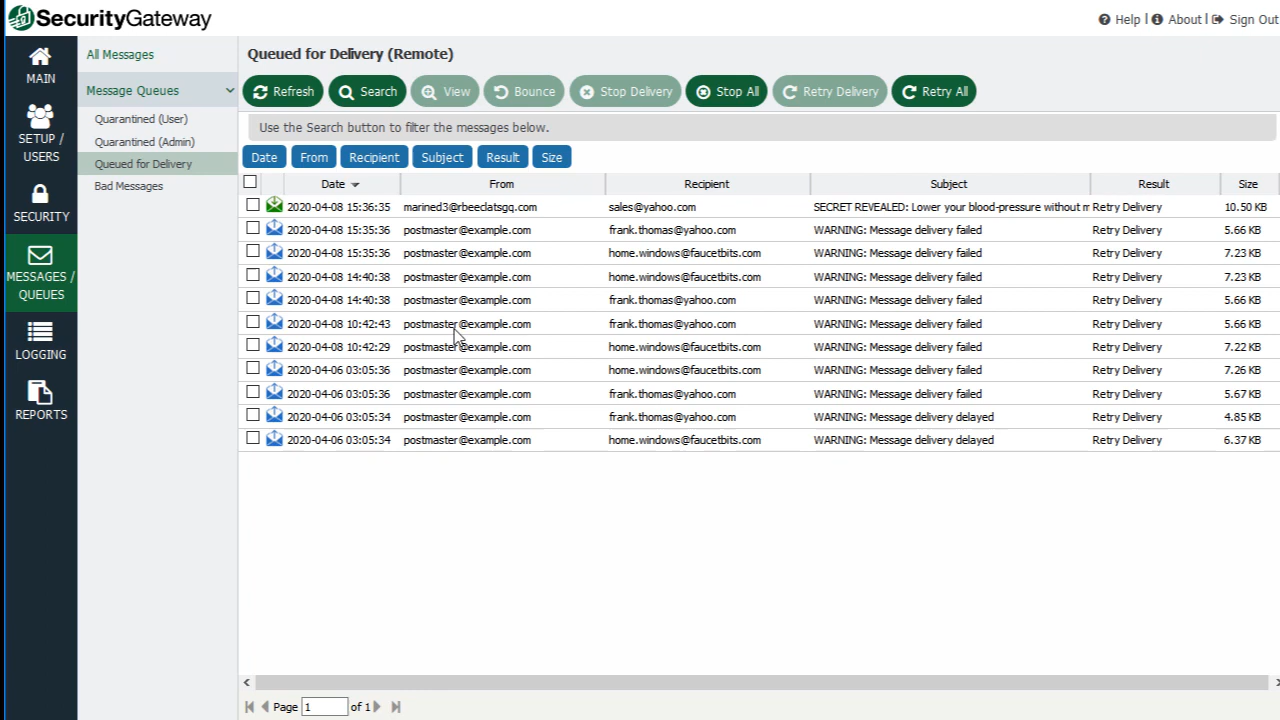 SecurityGateway
Help | About | Sign Out
MAIN
SETUP / USERS
SECURITY
MESSAGES / QUEUES
LOGGING
REPORTS
All Messages
Message Queues
Quarantined (User)
Quarantined (Admin)
Queued for Delivery
Bad Messages
Queued for Delivery (Remote)
Refresh Search View Bounce Stop Delivery Stop All Retry Delivery Retry All
Use the Search button to filter the messages below.
Date From Recipient Subject Result Size
Date From Recipient Subject Result Size
2020-04-08 15:36:35 marined3@rbeeclatsgq.com sales@yahoo.com SECRET REVEALED: Lower your blood-pressure without m Retry Delivery 10.50 KB
2020-04-08 15:35:36 postmaster@example.com frank.thomas@yahoo.com WARNING: Message delivery failed Retry Delivery 5.66 KB
2020-04-08 15:35:36 postmaster@example.com home.windows@faucetbits.com WARNING: Message delivery failed Retry Delivery 7.23 KB
2020-04-08 14:40:38 postmaster@example.com home.windows@faucetbits.com WARNING: Message delivery failed Retry Delivery 7.23 KB
2020-04-08 14:40:38 postmaster@example.com frank.thomas@yahoo.com WARNING: Message delivery failed Retry Delivery 5.66 KB
2020-04-08 10:42:43 postmaster@example.com frank.thomas@yahoo.com WARNING: Message delivery failed Retry Delivery 5.66 KB
2020-04-08 10:42:29 postmaster@example.com home.windows@faucetbits.com WARNING: Message delivery failed Retry Delivery 7.22 KB
2020-04-06 03:05:36 postmaster@example.com home.windows@faucetbits.com WARNING: Message delivery failed Retry Delivery 7.26 KB
2020-04-06 03:05:36 postmaster@example.com frank.thomas@yahoo.com WARNING: Message delivery failed Retry Delivery 5.67 KB
2020-04-06 03:05:34 postmaster@example.com frank.thomas@yahoo.com WARNING: Message delivery delayed Retry Delivery 4.85 KB
2020-04-06 03:05:34 postmaster@example.com home.windows@faucetbits.com WARNING: Message delivery delayed Retry Delivery 6.37 KB
Page 1 of 1